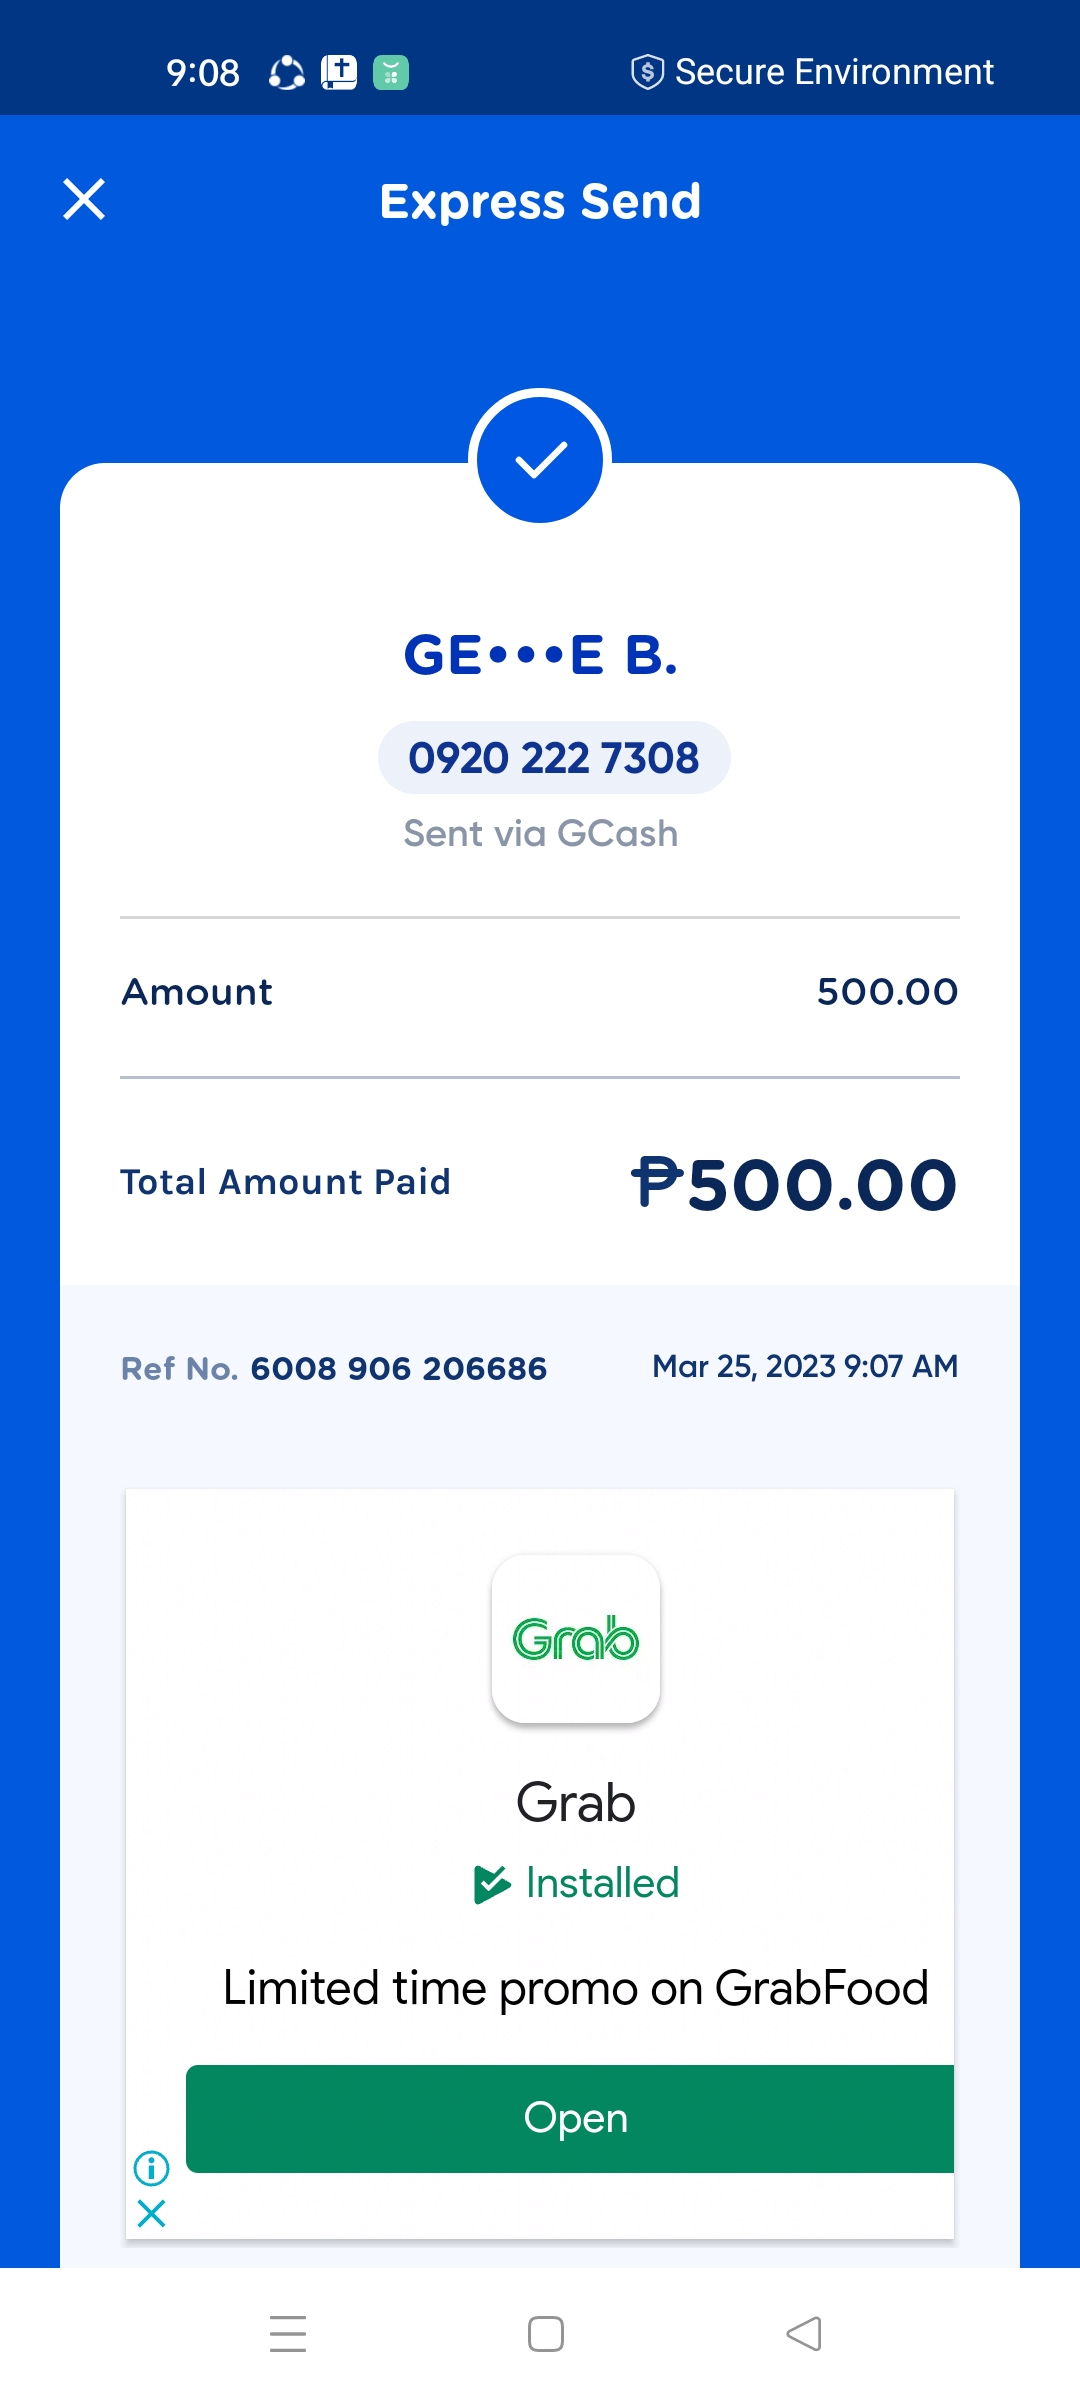 9:08
Secure Environment
Express Send
GE•••E B.
0920 222 7308
Sent via GCash
Amount 500.00
Total Amount Paid ₱500.00
Ref No. 6008 906 206686 Mar 25, 2023 9:07 AM
Grab
Grab
Installed
Limited time promo on GrabFood
Open